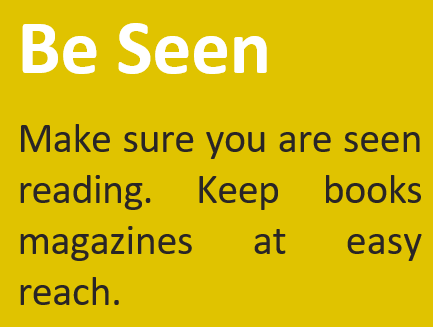 Be Seen
Make sure you are seen
reading. Keep books
magazines at easy
reach.